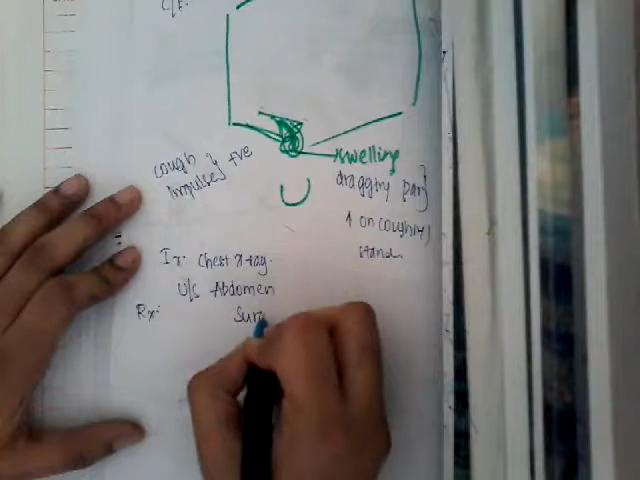 C/E:
cough } +ve
impulse
swelling
dragging pain}
↑ on coughing,
stand
Ix: Chest x ray.
U/s Abdomen
Rx: Sur